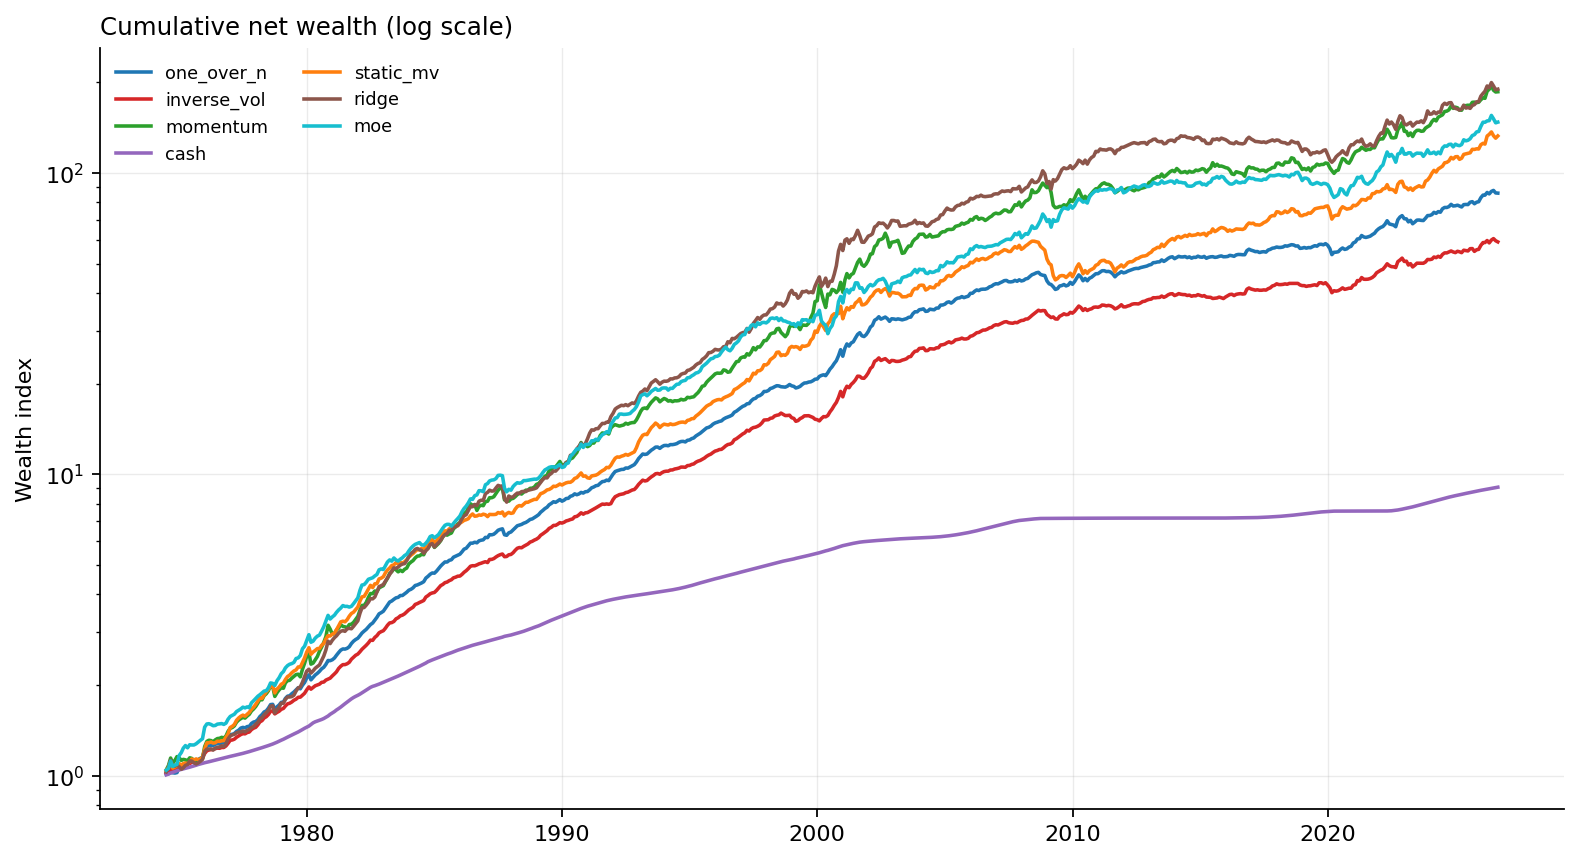 Cumulative net wealth (log scale)
one_over_n
inverse_vol
momentum
cash
static_mv
ridge
moe
Wealth index
10²
10¹
10⁰
1980
1990
2000
2010
2020